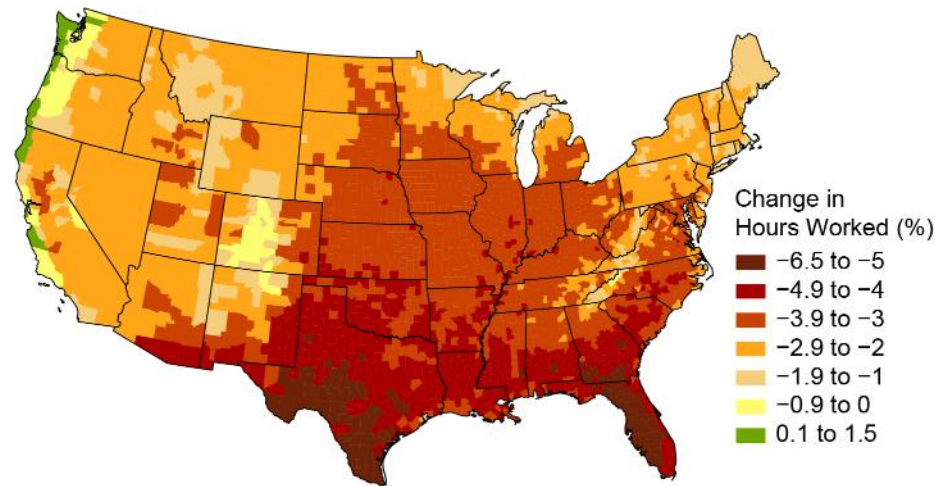 Change in
Hours Worked (%)
−6.5 to −5
−4.9 to −4
−3.9 to −3
−2.9 to −2
−1.9 to −1
−0.9 to 0
0.1 to 1.5